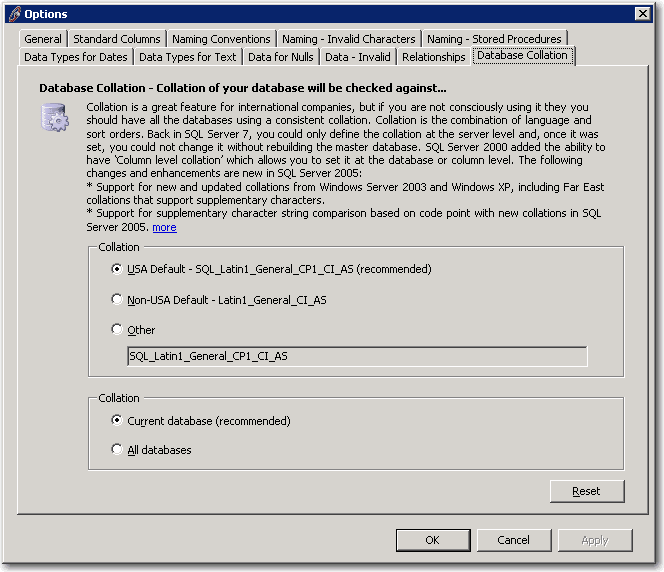 Options
General
Standard Columns
Naming Conventions
Naming - Invalid Characters
Naming - Stored Procedures
Data Types for Dates
Data Types for Text
Data for Nulls
Data - Invalid
Relationships
Database Collation
Database Collation - Collation of your database will be checked against...
Collation is a great feature for international companies, but if you are not consciously using it they you
should have all the databases using a consistent collation. Collation is the combination of language and
sort orders. Back in SQL Server 7, you could only define the collation at the server level and, once it was
set, you could not change it without rebuilding the master database. SQL Server 2000 added the ability to
have 'Column level collation' which allows you to set it at the database or column level. The following
changes and enhancements are new in SQL Server 2005:
* Support for new and updated collations from Windows Server 2003 and Windows XP, including Far East
collations that support supplementary characters.
* Support for supplementary character string comparison based on code point with new collations in SQL
Server 2005. more
Collation
USA Default - SQL_Latin1_General_CP1_CI_AS (recommended)
Non-USA Default - Latin1_General_CI_AS
Other
SQL_Latin1_General_CP1_CI_AS
Collation
Current database (recommended)
All databases
Reset
OK
Cancel
Apply